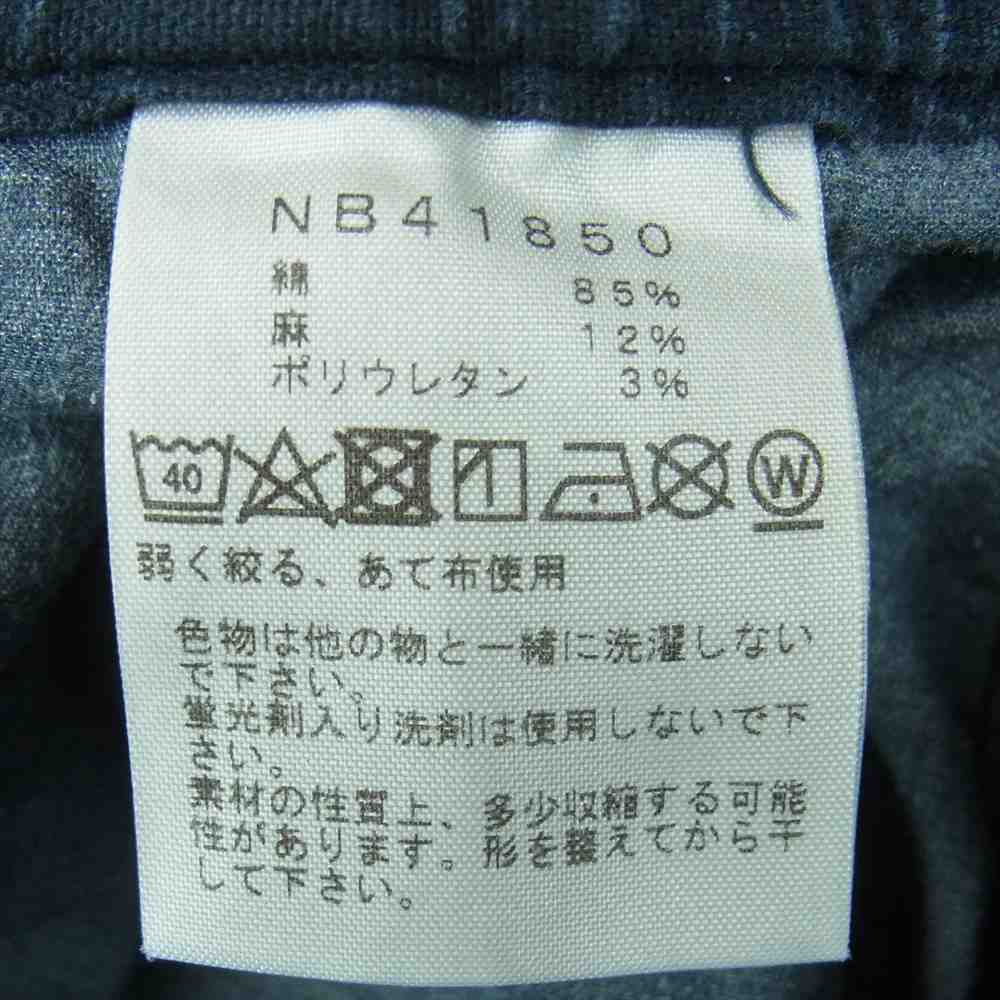 NB41850
綿 85%
麻 12%
ポリウレタン 3%
40 W
弱く絞る、あて布使用
色物は他の物と一緒に洗濯しない
で下さい。
蛍光剤入り洗剤は使用しないで下
さい。
素材の性質上、多少収縮する可能
性があります。形を整えてから干
して下さい。